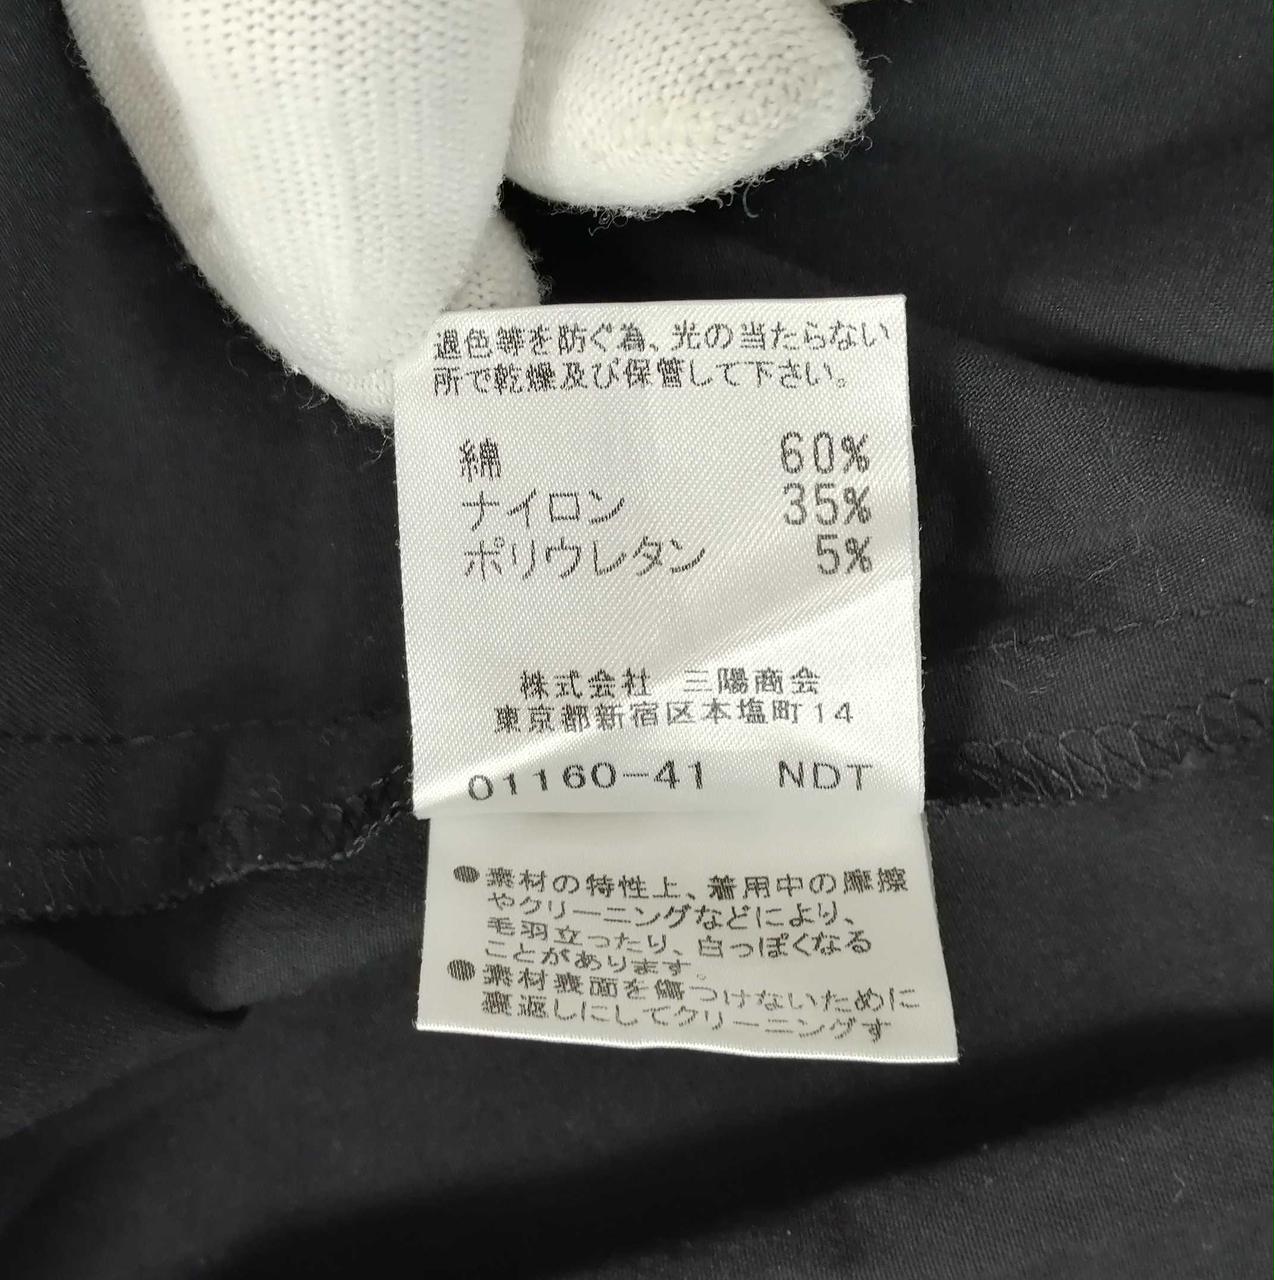 退色等を防ぐ為、光の当たらない
所で乾燥及び保管して下さい。
綿 60%
ナイロン 35%
ポリウレタン 5%
株式会社 三陽商会
東京都新宿区本塩町14
01160-41 NDT
●素材の特性上、着用中の摩擦
やクリーニングなどにより、
毛羽立ったり、白っぽくなる
ことがあります。
●素材表面を傷つけないために
裏返しにしてクリーニングす